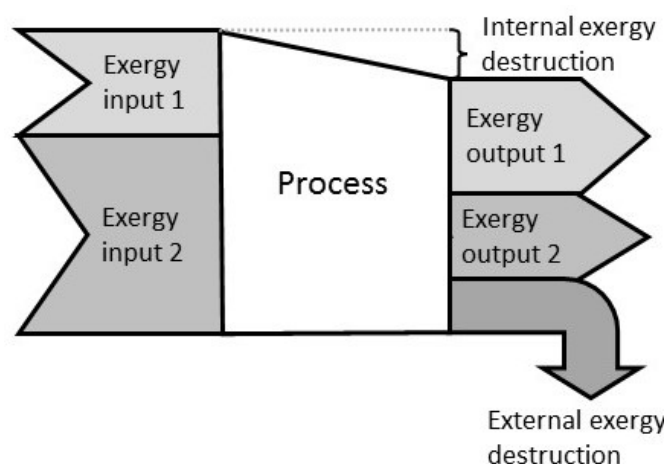 Internal exergy
destruction
Exergy
input 1
Exergy
output 1
Process
Exergy
input 2
Exergy
output 2
External exergy
destruction